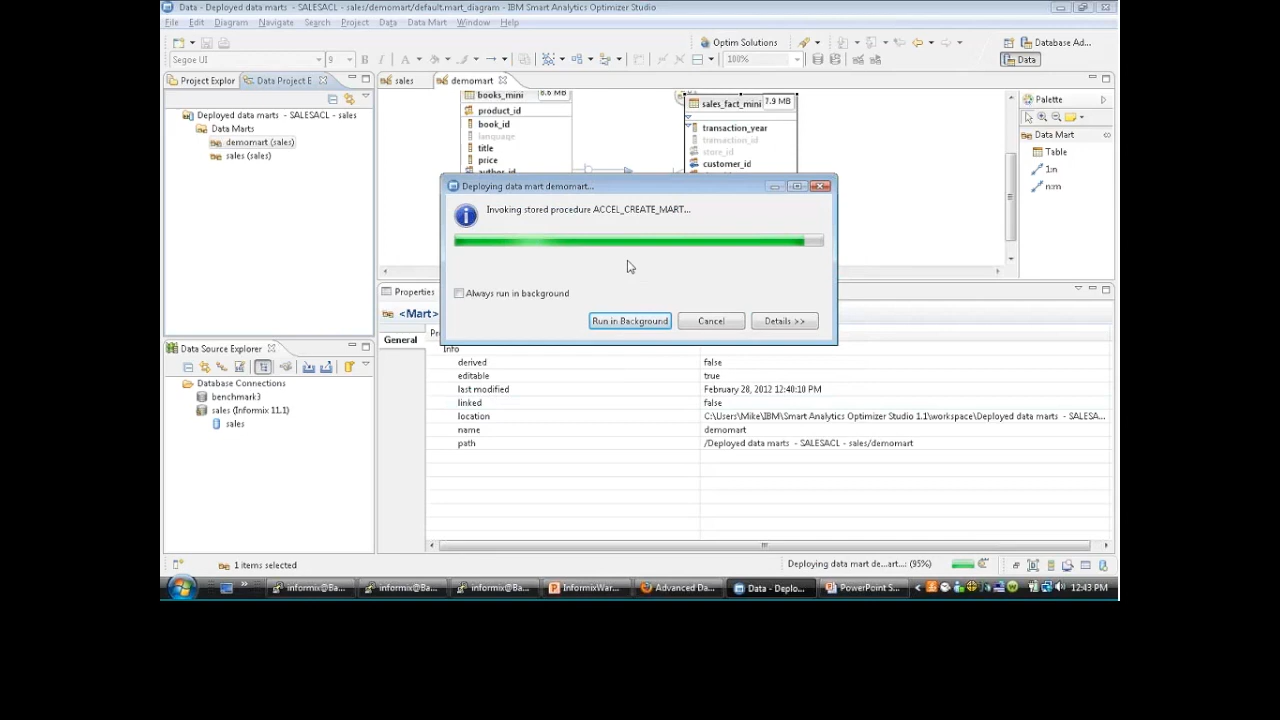 Data - Deployed data marts - SALESACL - sales/demomart/default.mart_diagram - IBM Smart Analytics Optimizer Studio
File Edit Diagram Navigate Search Project Data Data Mart Window Help
Optim Solutions
Database Ad...
Segoe UI 9 B I A 100% Data
Project Explor Data Project E
sales demomart
Deployed data marts - SALESACL - sales
Data Marts
demomart (sales)
sales (sales)
books_mini 8.6 MB
product_id
book_id
language
title
price
author_id
sales_fact_mini 7.9 MB
transaction_year
transaction_id
store_id
customer_id
Palette
Data Mart
Table
1:n
n:m
Deploying data mart demomart...
Invoking stored procedure ACCEL_CREATE_MART...
Always run in background
Run in Background Cancel Details >>
Properties
<Mart>
General
Info
derived false
editable true
last modified February 28, 2012 12:40:10 PM
linked false
location C:\Users\Mike\IBM\Smart Analytics Optimizer Studio 1.1\workspace\Deployed data marts - SALESA...
name demomart
path /Deployed data marts - SALESACL - sales/demomart
Data Source Explorer
Database Connections
benchmark3
sales (Informix 11.1)
sales
1 items selected
Deploying data mart de...art...: (95%)
informix@Ba... informix@Ba... informix@Ba... InformixWar... Advanced Da... Data - Deplo... PowerPoint S... 12:43 PM